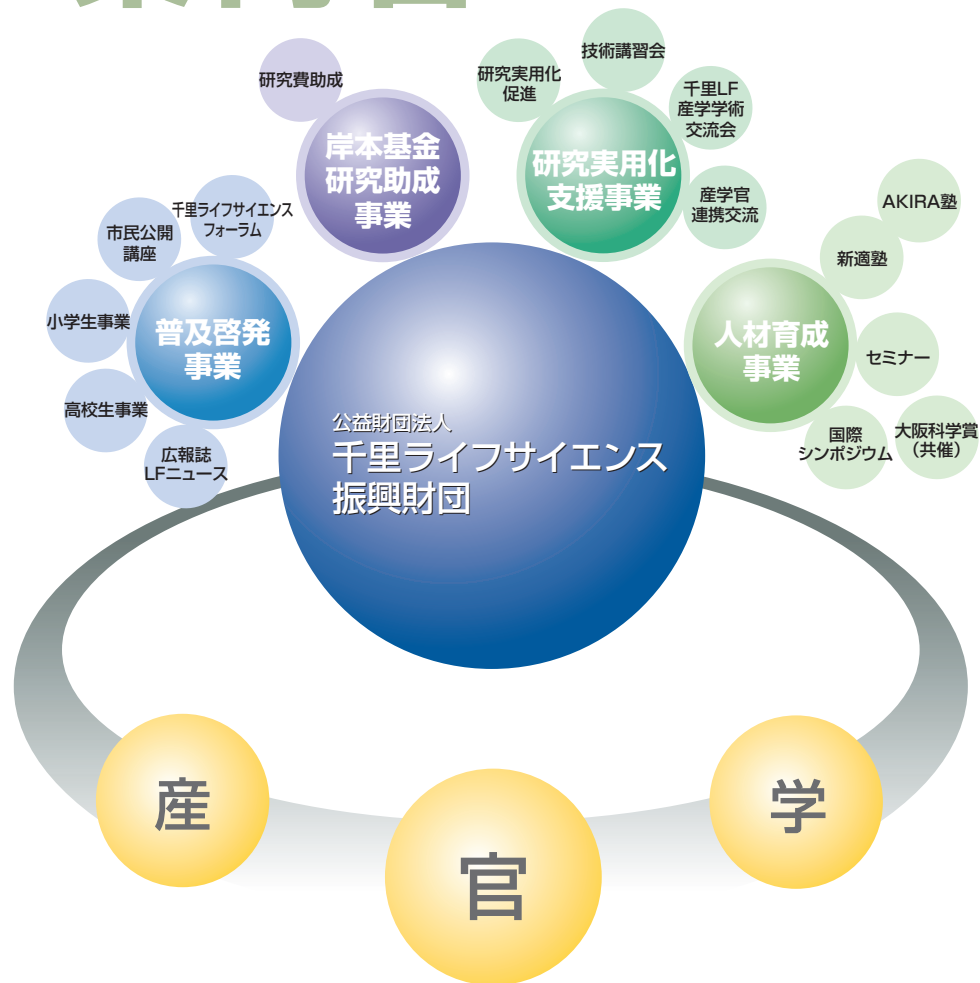 研究費助成
岸本基金
研究助成
事業
研究実用化
促進
技術講習会
千里LF
産学学術
交流会
産学官
連携交流
研究実用化
支援事業
千里ライフサイエンス
フォーラム
市民公開
講座
小学生事業
高校生事業
広報誌
LFニュース
普及啓発
事業
AKIRA塾
新適塾
セミナー
大阪科学賞
（共催）
国際
シンポジウム
人材育成
事業
公益財団法人
千里ライフサイエンス
振興財団
産
官
学